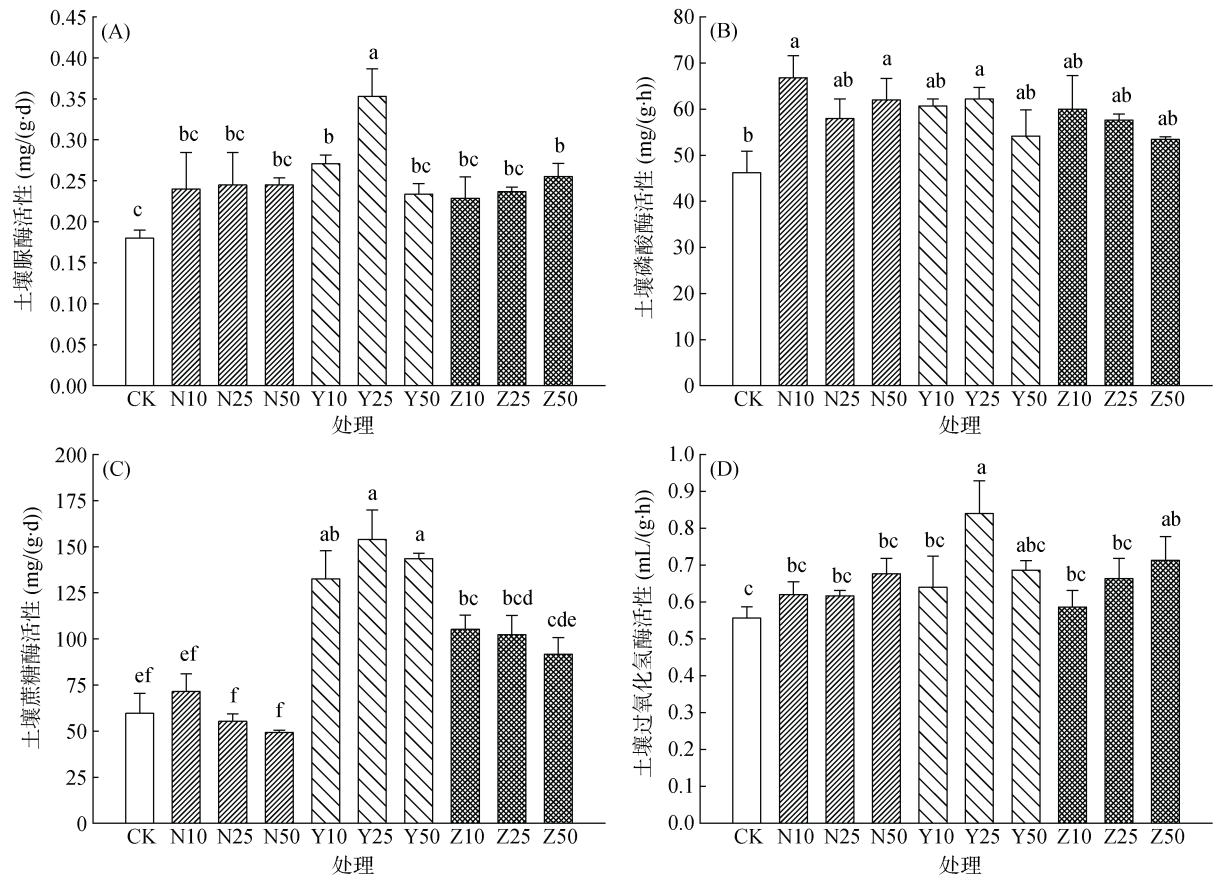 (A)
土壤脲酶活性 (mg/(g·d))
0.45
0.40
0.35
0.30
0.25
0.20
0.15
0.10
0.05
0.00
c
bc
bc
bc
b
a
bc
bc
bc
b
CK N10 N25 N50 Y10 Y25 Y50 Z10 Z25 Z50
处理
(B)
土壤磷酸酶活性 (mg/(g·h))
80
70
60
50
40
30
20
10
0
b
a
ab
a
ab
a
ab
ab
ab
ab
CK N10 N25 N50 Y10 Y25 Y50 Z10 Z25 Z50
处理
(C)
土壤蔗糖酶活性 (mg/(g·d))
200
175
150
125
100
75
50
25
0
ef
ef
f
f
ab
a
a
bc
bcd
cde
CK N10 N25 N50 Y10 Y25 Y50 Z10 Z25 Z50
处理
(D)
土壤过氧化氢酶活性 (mL/(g·h))
1.0
0.9
0.8
0.7
0.6
0.5
0.4
0.3
0.2
0.1
0.0
c
bc
bc
bc
bc
a
abc
bc
bc
ab
CK N10 N25 N50 Y10 Y25 Y50 Z10 Z25 Z50
处理